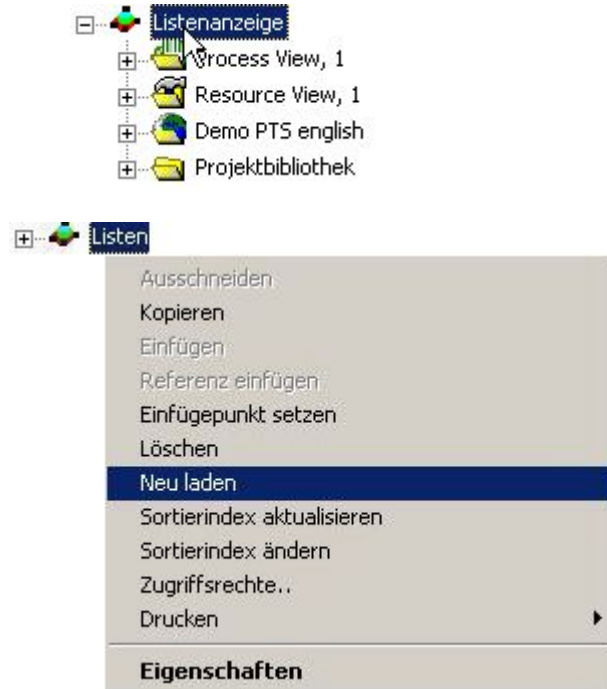 Listenanzeige
Process View, 1
Resource View, 1
Demo PTS english
Projektbibliothek
Listen
Ausschneiden
Kopieren
Einfügen
Referenz einfügen
Einfügepunkt setzen
Löschen
Neu laden
Sortierindex aktualisieren
Sortierindex ändern
Zugriffsrechte..
Drucken
Eigenschaften